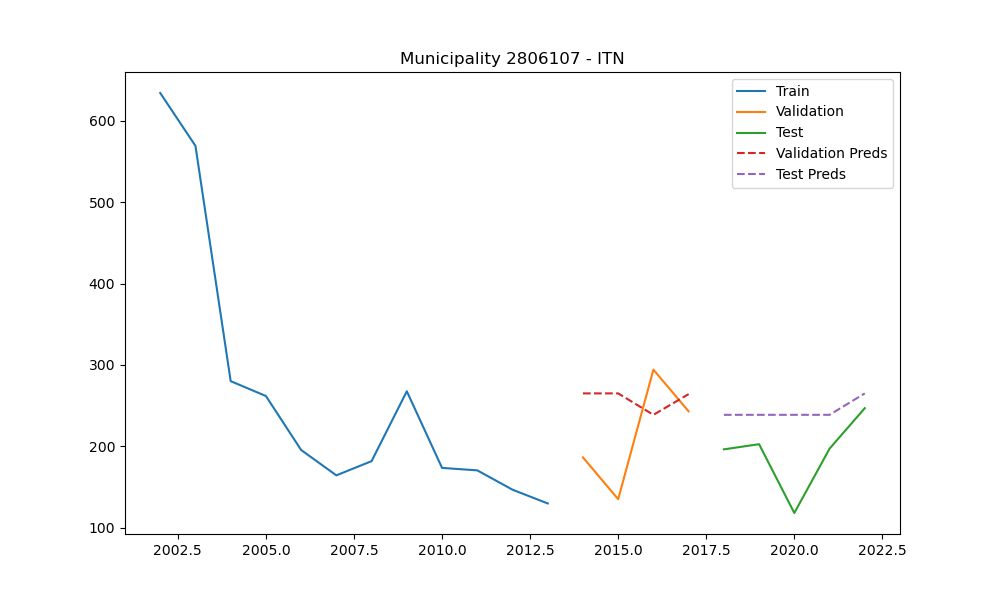 Municipality 2806107 - ITN
Train
Validation
Test
Validation Preds
Test Preds
600
500
400
300
200
100
2002.5 2005.0 2007.5 2010.0 2012.5 2015.0 2017.5 2020.0 2022.5